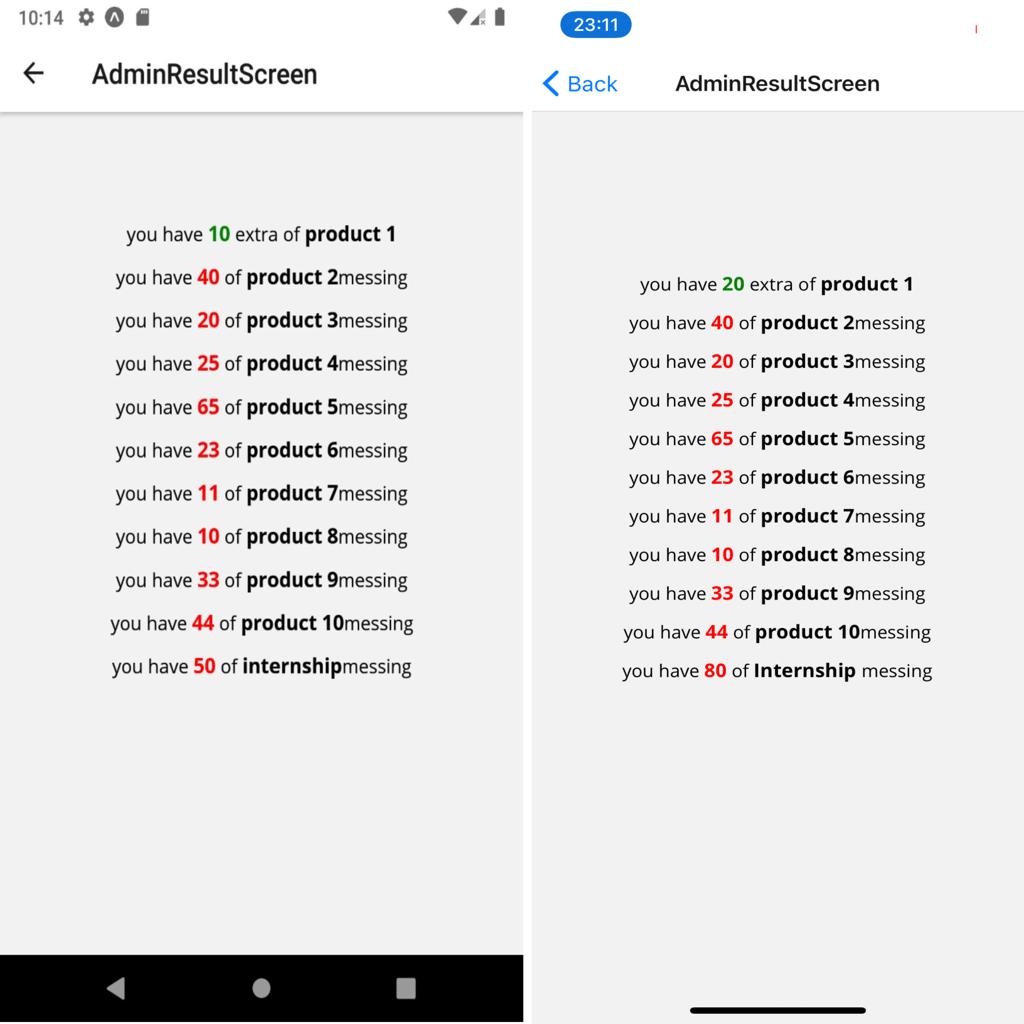 10:14
AdminResultScreen
you have 10 extra of product 1
you have 40 of product 2messing
you have 20 of product 3messing
you have 25 of product 4messing
you have 65 of product 5messing
you have 23 of product 6messing
you have 11 of product 7messing
you have 10 of product 8messing
you have 33 of product 9messing
you have 44 of product 10messing
you have 50 of internshipmessing
23:11
Back
AdminResultScreen
you have 20 extra of product 1
you have 40 of product 2messing
you have 20 of product 3messing
you have 25 of product 4messing
you have 65 of product 5messing
you have 23 of product 6messing
you have 11 of product 7messing
you have 10 of product 8messing
you have 33 of product 9messing
you have 44 of product 10messing
you have 80 of Internship messing